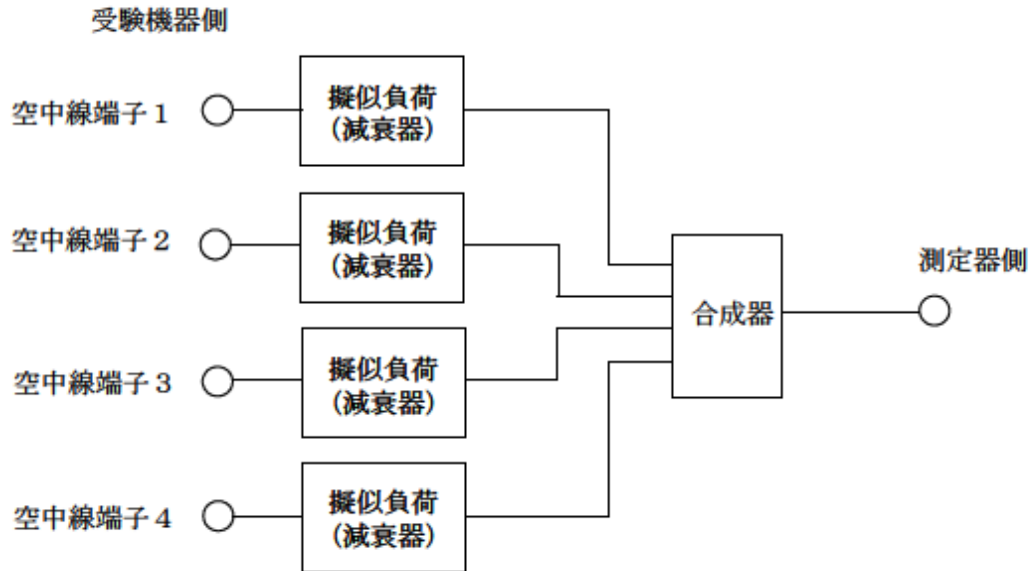 受験機器側
空中線端子1
擬似負荷
(減衰器)
空中線端子2
擬似負荷
(減衰器)
合成器
測定器側
空中線端子3
擬似負荷
(減衰器)
空中線端子4
擬似負荷
(減衰器)